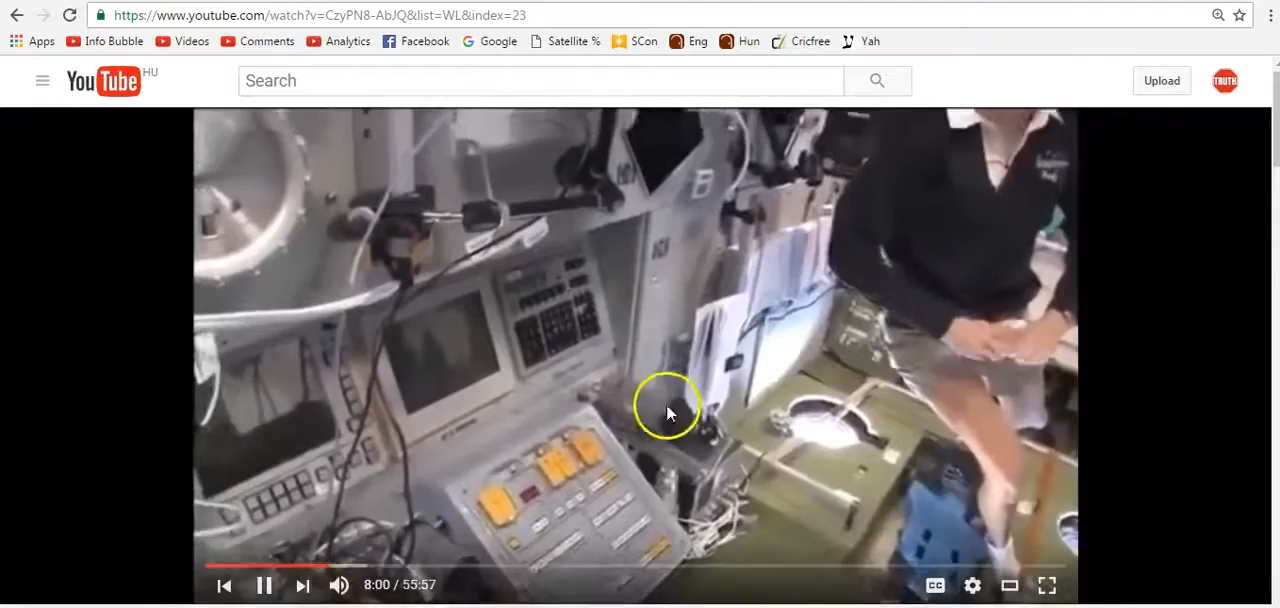 https://www.youtube.com/watch?v=CzyPN8-AbJQ&list=WL&index=23
Apps Info Bubble Videos Comments Analytics Facebook Google Satellite % SCon Eng Hun Cricfree Yah
YouTube HU Search Upload TRUTH
8:00 / 55:57 CC